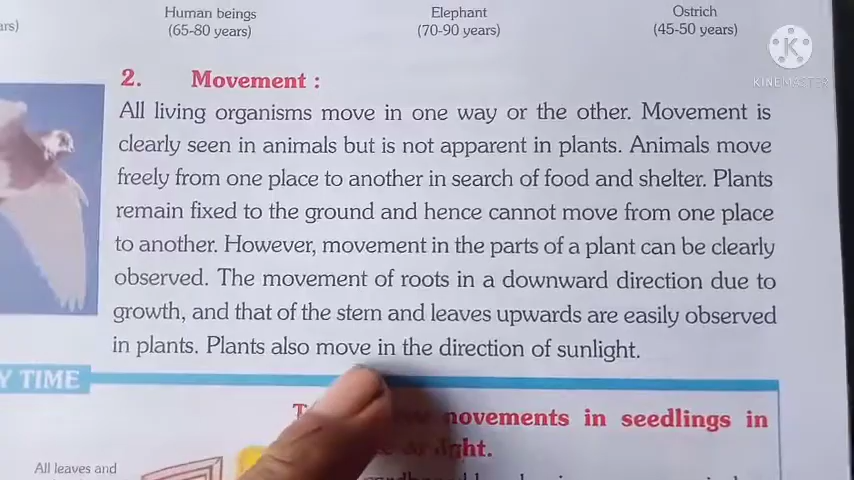 rs)
Human beings
(65-80 years)
Elephant
(70-90 years)
Ostrich
(45-50 years)
KINEMASTER
2. Movement :
All living organisms move in one way or the other. Movement is
clearly seen in animals but is not apparent in plants. Animals move
freely from one place to another in search of food and shelter. Plants
remain fixed to the ground and hence cannot move from one place
to another. However, movement in the parts of a plant can be clearly
observed. The movement of roots in a downward direction due to
growth, and that of the stem and leaves upwards are easily observed
in plants. Plants also move in the direction of sunlight.
Y TIME
movements in seedlings in
light.
All leaves and